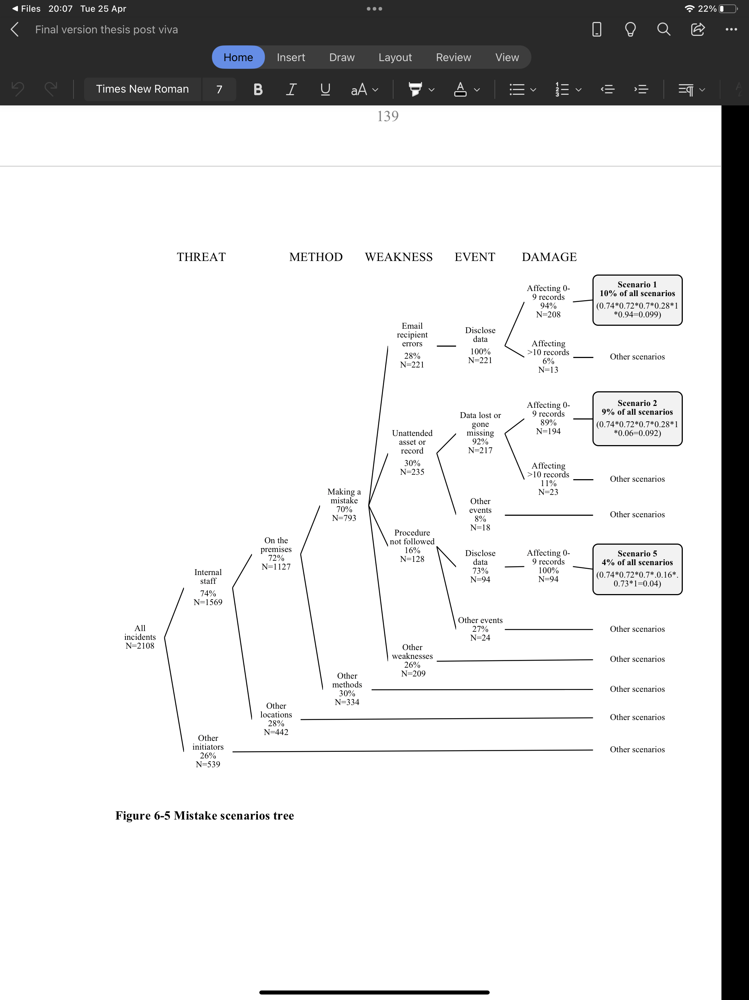 Files 20:07 Tue 25 Apr
22%
Final version thesis post viva
Home Insert Draw Layout Review View
Times New Roman 7 B I U aA A
139
THREAT METHOD WEAKNESS EVENT DAMAGE
All
incidents
N=2108
Internal
staff
74%
N=1569
Other
initiators
26%
N=539
On the
premises
72%
N=1127
Other
locations
28%
N=442
Making a
mistake
70%
N=793
Other
methods
30%
N=334
Email
recipient
errors
28%
N=221
Unattended
asset or
record
30%
N=235
Procedure
not followed
16%
N=128
Other
weaknesses
26%
N=209
Disclose
data
100%
N=221
Data lost or
gone
missing
92%
N=217
Other
events
8%
N=18
Disclose
data
73%
N=94
Other events
27%
N=24
Affecting 0-
9 records
94%
N=208
Affecting
>10 records
6%
N=13
Affecting 0-
9 records
89%
N=194
Affecting
>10 records
11%
N=23
Affecting 0-
9 records
100%
N=94
Scenario 1
10% of all scenarios
(0.74*0.72*0.7*0.28*1
*0.94=0.099)
Other scenarios
Scenario 2
9% of all scenarios
(0.74*0.72*0.7*0.28*1
*0.06=0.092)
Other scenarios
Other scenarios
Scenario 5
4% of all scenarios
(0.74*0.72*0.7*.0.16*.
0.73*1=0.04)
Other scenarios
Other scenarios
Other scenarios
Other scenarios
Other scenarios
Figure 6-5 Mistake scenarios tree